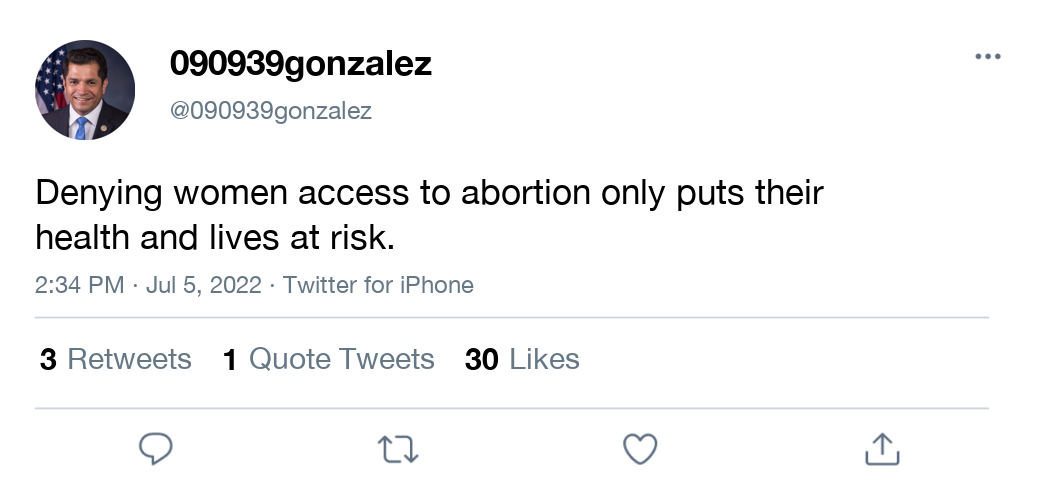 090939gonzalez
@090939gonzalez
Denying women access to abortion only puts their
health and lives at risk.
2:34 PM · Jul 5, 2022 · Twitter for iPhone
3 Retweets 1 Quote Tweets 30 Likes